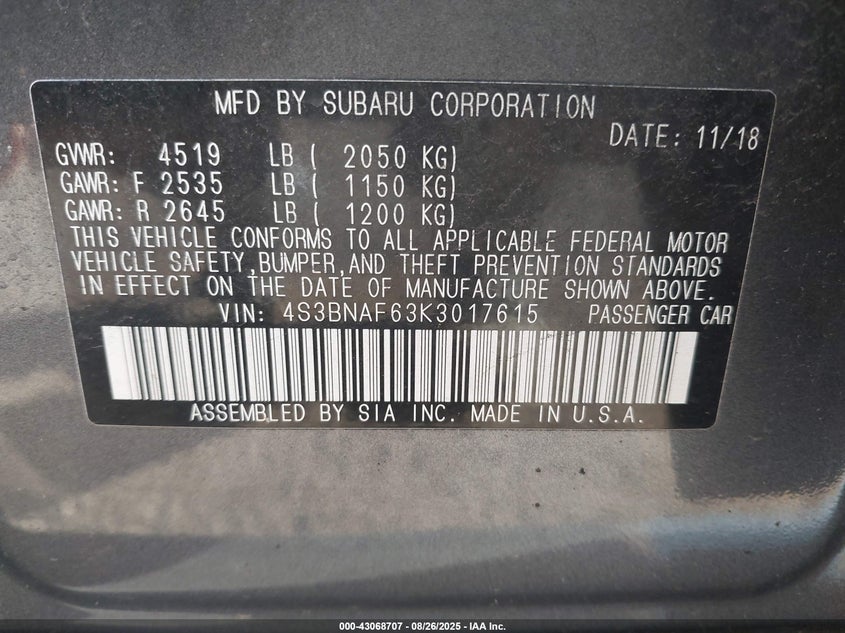 MFD BY SUBARU CORPORATION
DATE: 11/18
GVWR: 4519 LB ( 2050 KG)
GAWR: F 2535 LB ( 1150 KG)
GAWR: R 2645 LB ( 1200 KG)
THIS VEHICLE CONFORMS TO ALL APPLICABLE FEDERAL MOTOR
VEHICLE SAFETY,BUMPER,AND THEFT PREVENTION STANDARDS
IN EFFECT ON THE DATE OF MANUFACTURE SHOWN ABOVE.
VIN: 4S3BNAF63K3017615 PASSENGER CAR
ASSEMBLED BY SIA INC. MADE IN U.S.A.
000-43068707 - 08/26/2025 - IAA Inc.